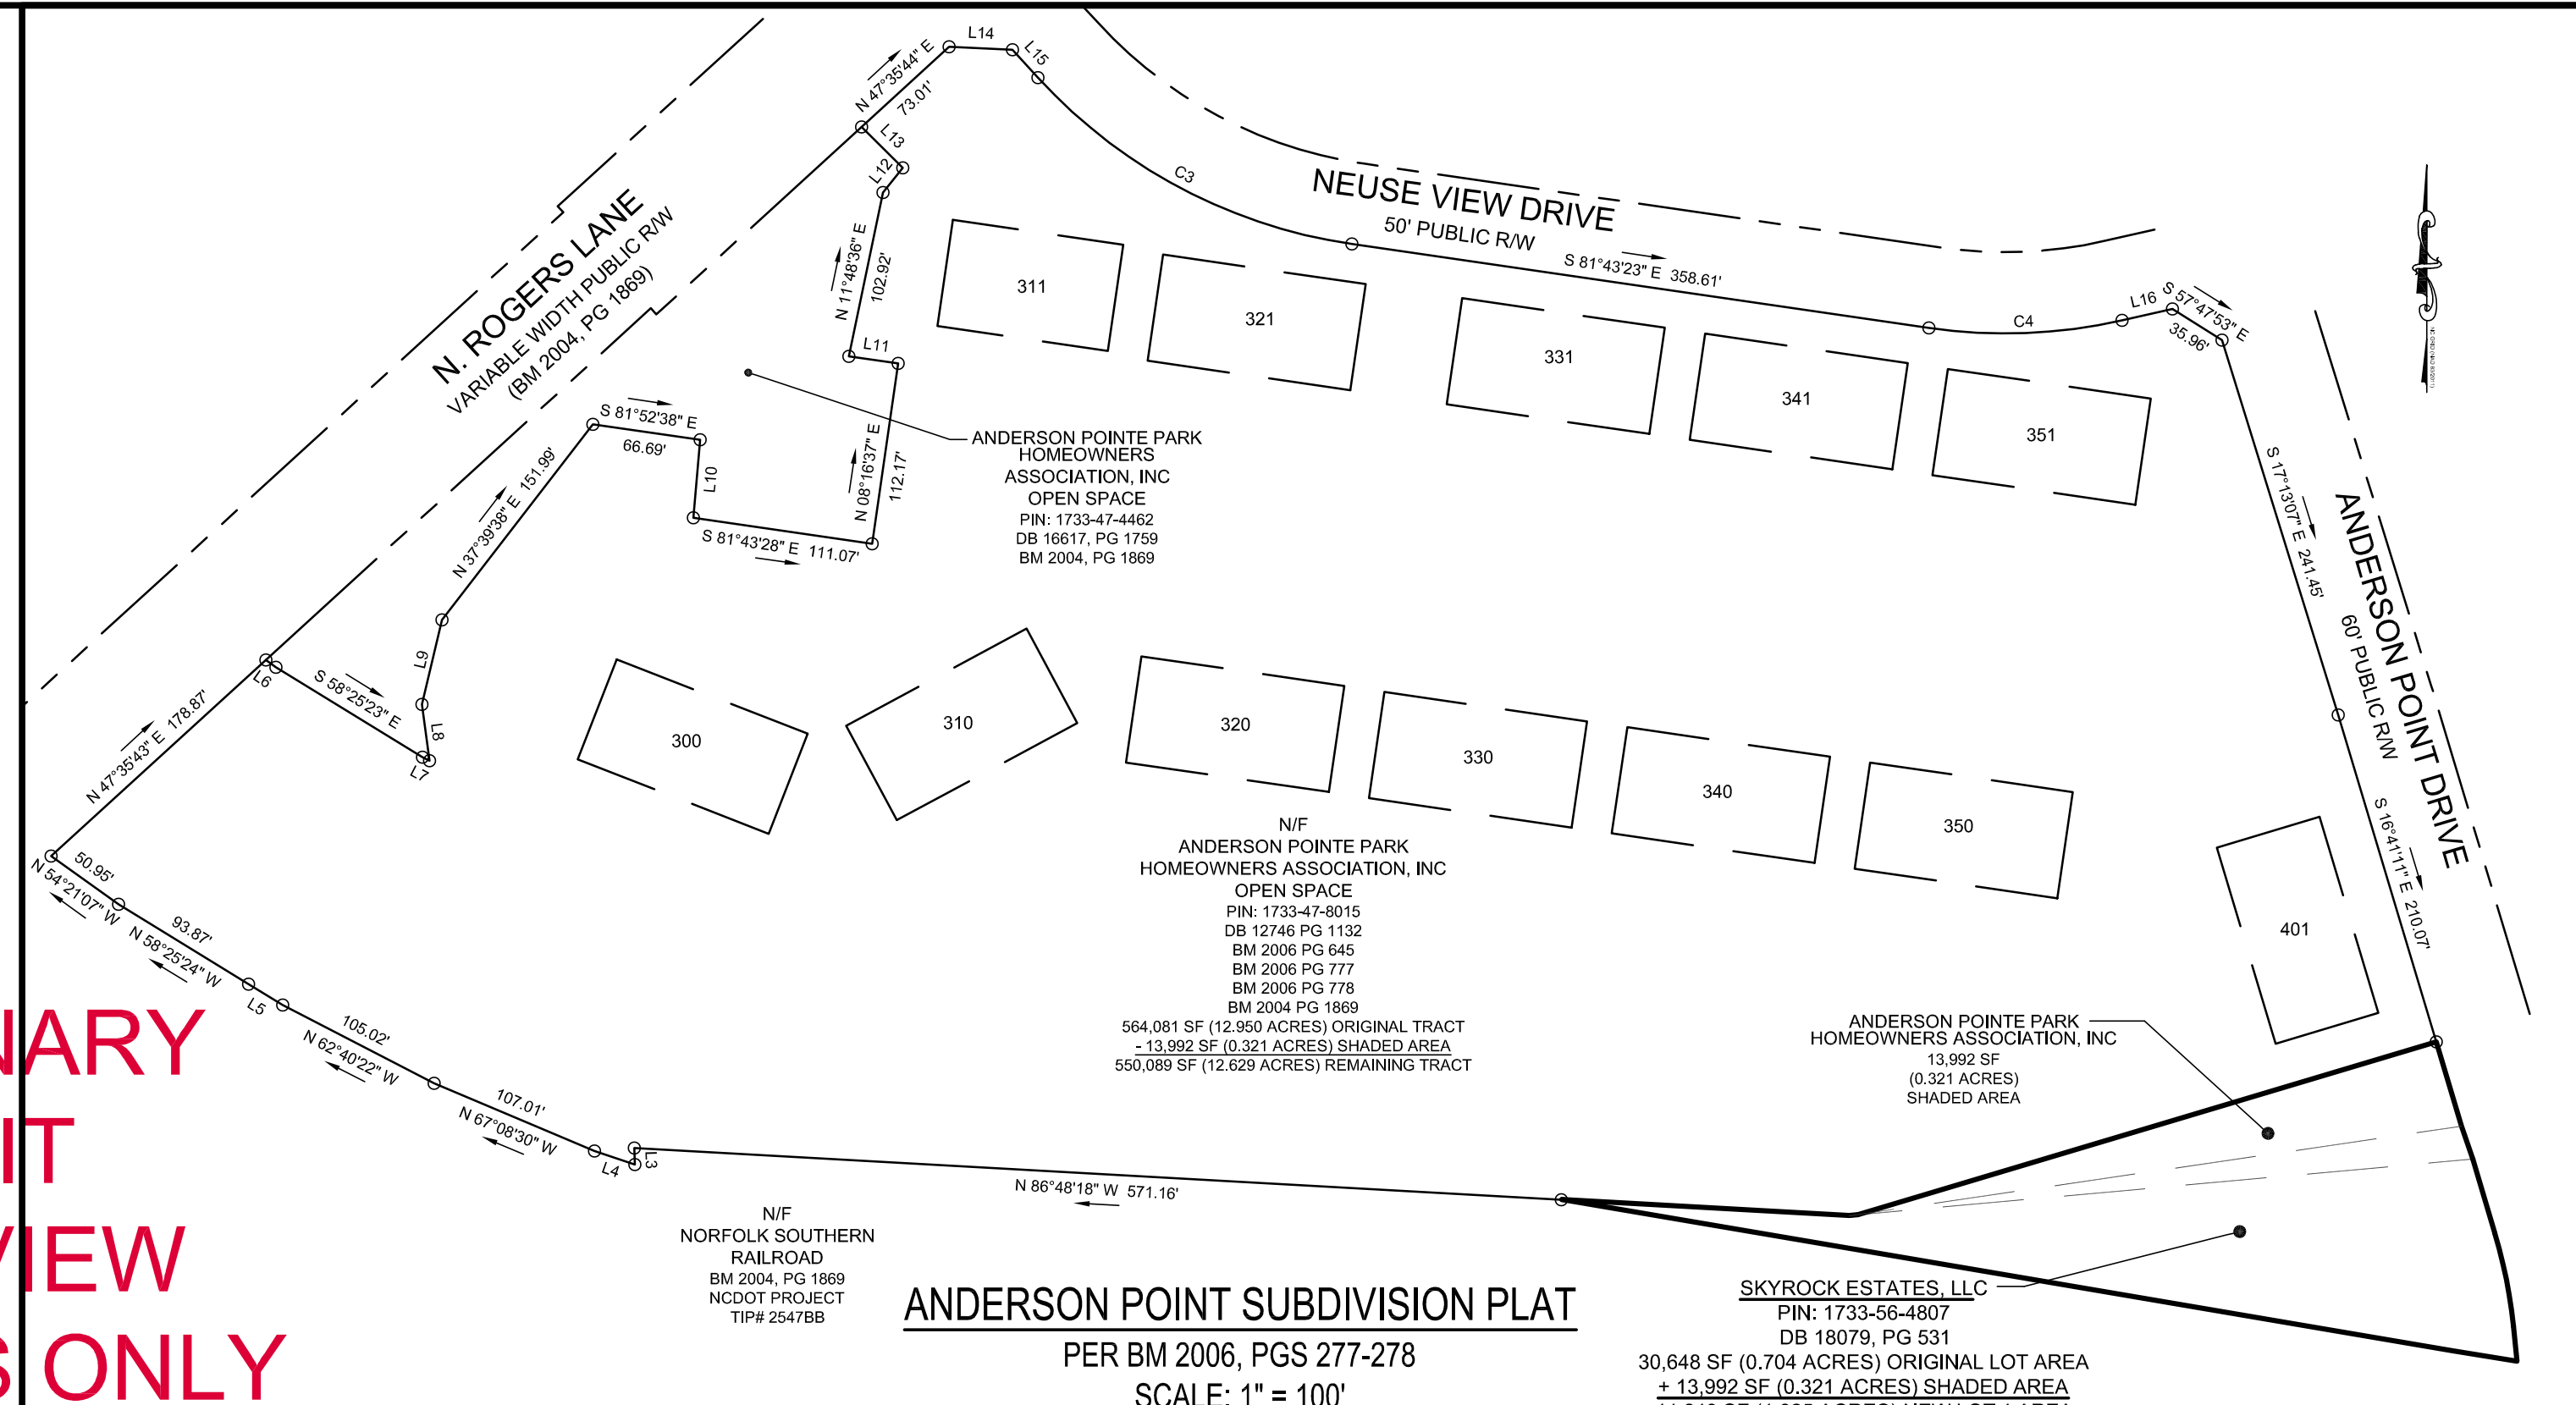 L14
L15
N 47°35'44" E
73.01'
L13
L12
C3
NEUSE VIEW DRIVE
50' PUBLIC R/W
S 81°43'23" E 358.61'
C4
L16
S 57°47'53" E
35.96'
N. ROGERS LANE
VARIABLE WIDTH PUBLIC R/W
(BM 2004, PG 1869)
N 11°48'36" E
102.92'
L11
311
321
331
341
351
S 81°52'38" E
66.69'
L10
N 37°39'38" E 151.99'
N 08°16'37" E
112.17'
S 81°43'28" E 111.07'
ANDERSON POINTE PARK
HOMEOWNERS
ASSOCIATION, INC
OPEN SPACE
PIN: 1733-47-4462
DB 16617, PG 1759
BM 2004, PG 1869
S 17°13'07" E 241.45'
ANDERSON POINT DRIVE
60' PUBLIC R/W
S 16°41'11" E 210.07'
L9
L6
S 58°25'23" E
L8
L7
N 47°35'43" E 178.87'
300
310
320
330
340
350
401
50.95'
N 54°21'07" W
93.87'
N 58°25'24" W
L5
105.02'
N 62°40'22" W
107.01'
N 67°08'30" W
L4
L3
N 86°48'18" W 571.16'
N/F
ANDERSON POINTE PARK
HOMEOWNERS ASSOCIATION, INC
OPEN SPACE
PIN: 1733-47-8015
DB 12746 PG 1132
BM 2006 PG 645
BM 2006 PG 777
BM 2006 PG 778
BM 2004 PG 1869
564,081 SF (12.950 ACRES) ORIGINAL TRACT
- 13,992 SF (0.321 ACRES) SHADED AREA
550,089 SF (12.629 ACRES) REMAINING TRACT
ANDERSON POINTE PARK
HOMEOWNERS ASSOCIATION, INC
13,992 SF
(0.321 ACRES)
SHADED AREA
N/F
NORFOLK SOUTHERN
RAILROAD
BM 2004, PG 1869
NCDOT PROJECT
TIP# 2547BB
ANDERSON POINT SUBDIVISION PLAT
PER BM 2006, PGS 277-278
SCALE: 1" = 100'
SKYROCK ESTATES, LLC
PIN: 1733-56-4807
DB 18079, PG 531
30,648 SF (0.704 ACRES) ORIGINAL LOT AREA
+ 13,992 SF (0.321 ACRES) SHADED AREA
NARY
IT
VIEW
S ONLY